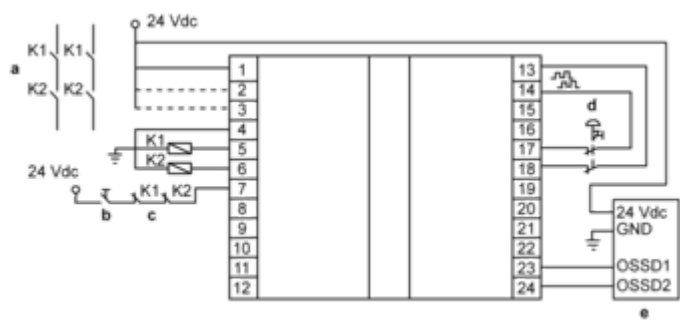 24 Vdc
K1 K1
a
K2 K2
1 13
2 14
3 15
d
4 16
K1
5 17
K2
6 18
24 Vdc
K1 K2
7 19
b c
8 20
24 Vdc
9 21
GND
10 22
11 23
OSSD1
12 24
OSSD2
e